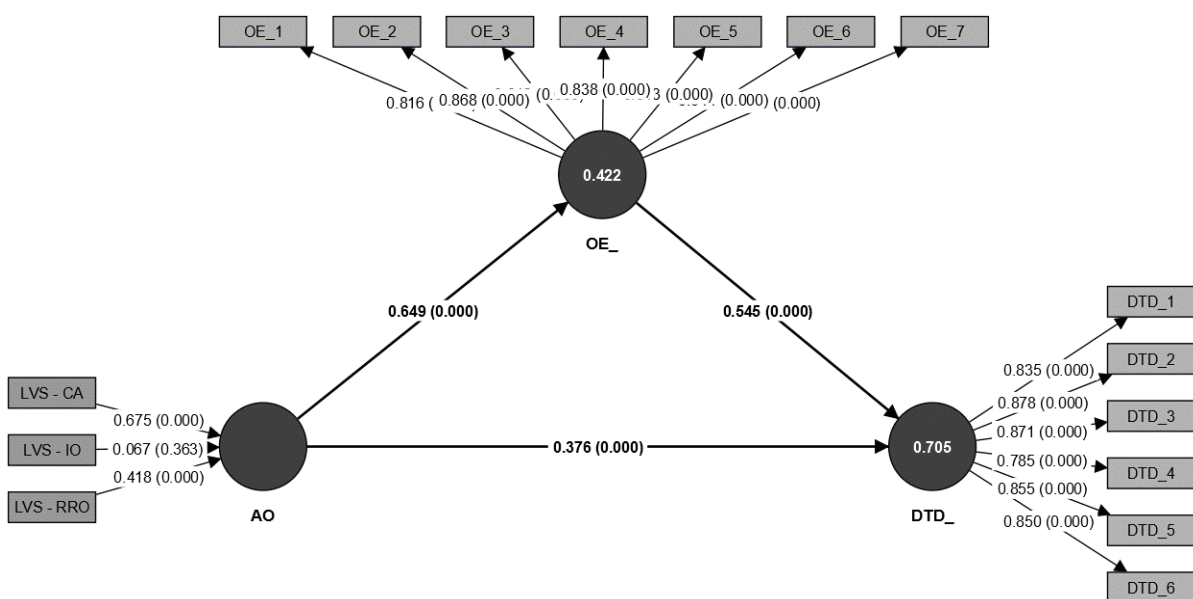 OE_1 OE_2 OE_3 OE_4 OE_5 OE_6 OE_7
0.816 0.868 (0.000) 0.838 (0.000) (0.000) (0.000)
0.422
OE_
0.649 (0.000) 0.545 (0.000)
DTD_1
DTD_2
DTD_3
DTD_4
DTD_5
DTD_6
0.835 (0.000)
0.878 (0.000)
0.871 (0.000)
0.785 (0.000)
0.855 (0.000)
0.850 (0.000)
LVS - CA
LVS - IO
LVS - RRO
0.675 (0.000)
0.067 (0.363)
0.418 (0.000)
0.376 (0.000)
0.705
AO
DTD_